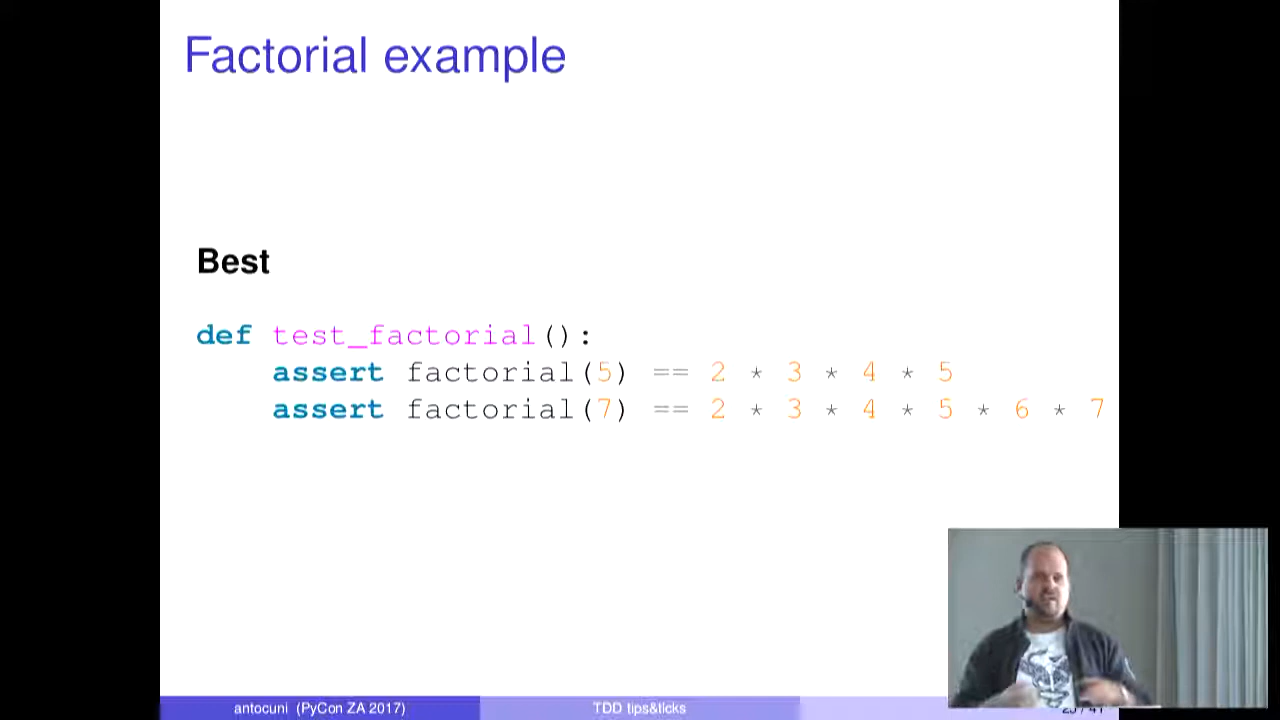 Factorial example
Best
def test_factorial():
assert factorial(5) == 2 * 3 * 4 * 5
assert factorial(7) == 2 * 3 * 4 * 5 * 6 * 7
antocuni (PyCon ZA 2017)
TDD tips&ticks